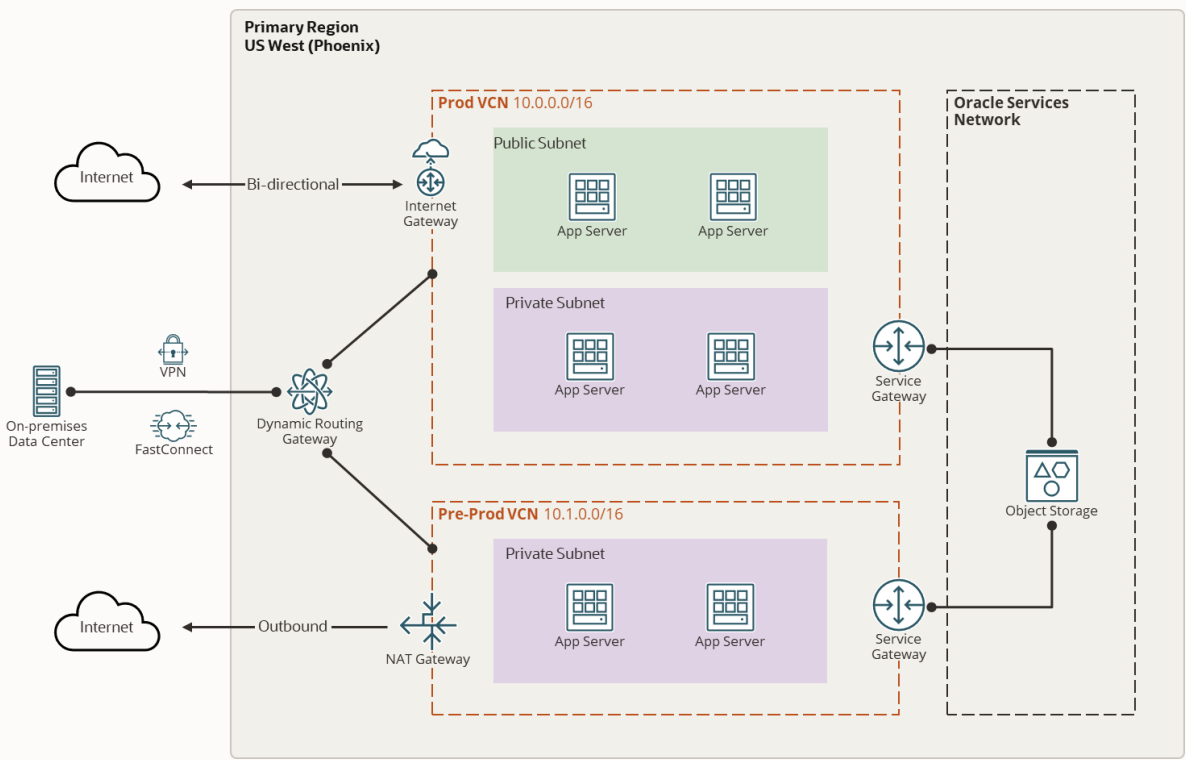 Primary Region
US West (Phoenix)
Prod VCN 10.0.0.0/16
Oracle Services
Network
Public Subnet
Internet
Bi-directional
Internet
Gateway
App Server
App Server
Private Subnet
VPN
App Server
App Server
Service
Gateway
On-premises
Data Center
FastConnect
Dynamic Routing
Gateway
Object Storage
Pre-Prod VCN 10.1.0.0/16
Private Subnet
Internet
Outbound
NAT Gateway
App Server
App Server
Service
Gateway